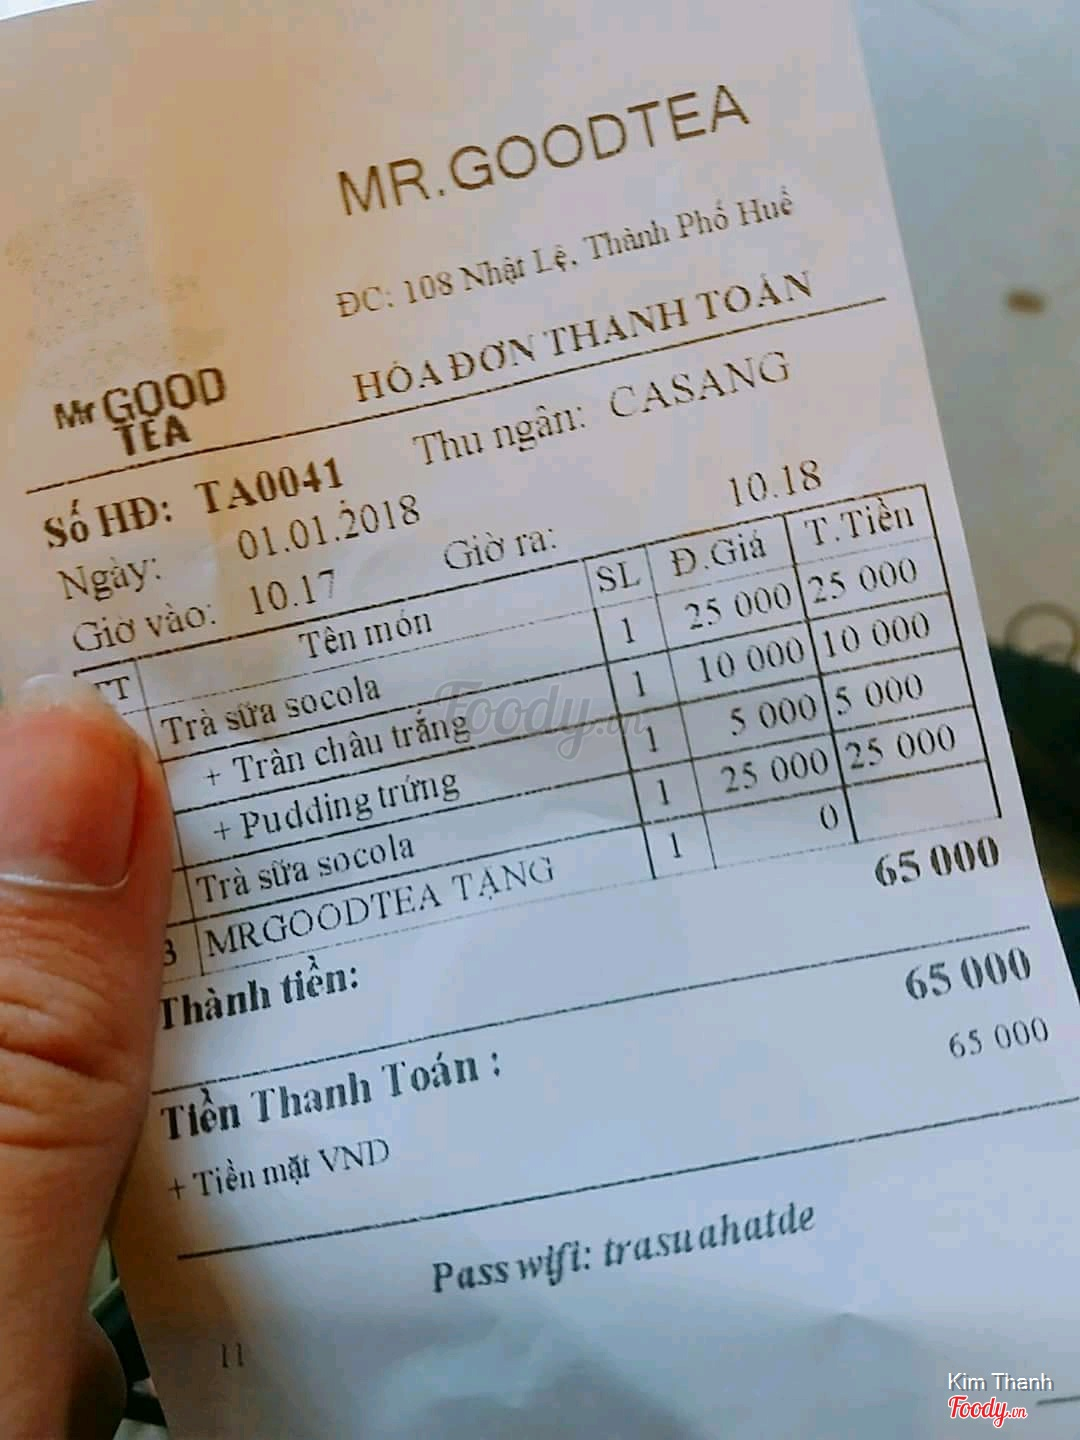 MR.GOODTEA
ĐC: 108 Nhật Lệ, Thành Phố Huế
Mr GOOD
TEA
HÓA ĐƠN THANH TOÁN
Số HĐ: TA0041 Thu ngân: CASANG
Ngày: 01.01.2018
Giờ vào: 10.17 Giờ ra: 10.18
TT Tên món SL Đ.Giá T.Tiền
Trà sữa socola 1 25 000 25 000
+ Trân châu trắng 1 10 000 10 000
+ Pudding trứng 1 5 000 5 000
Trà sữa socola 1 25 000 25 000
3 MRGOODTEA TẶNG 1 0
Thành tiền: 65 000
Tiền Thanh Toán : 65 000
+ Tiền mặt VND 65 000
Pass wifi: trasuahatde
11
Foody.vn
Kim Thanh
Foody.vn